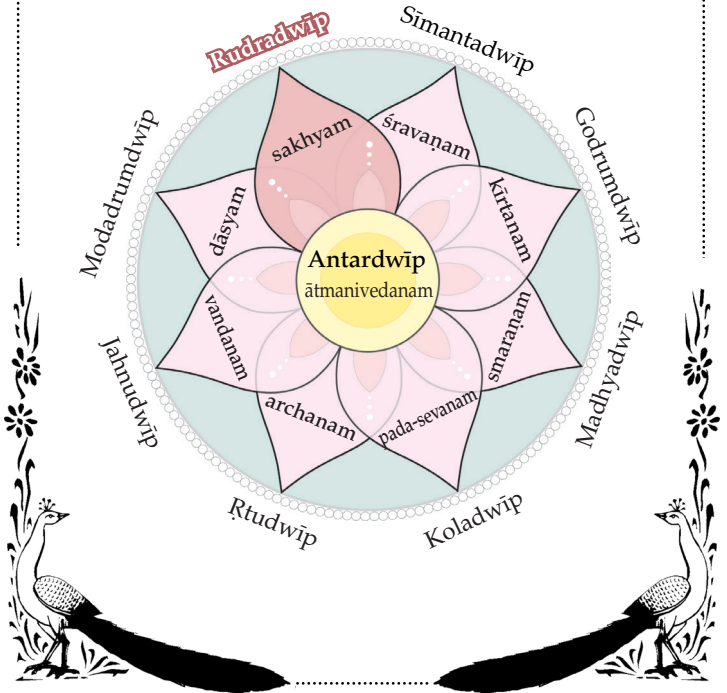 Rudradwīp
Sīmantadwīp
Godrumdwīp
Madhyadwīp
Koladwīp
Ṛtudwīp
Jahnudwīp
Modadrumdwīp
sakhyam
śravaṇam
kīrtanam
smaraṇam
pada-sevanam
archanam
vandanam
dāsyam
Antardwīp
ātmanivedanam